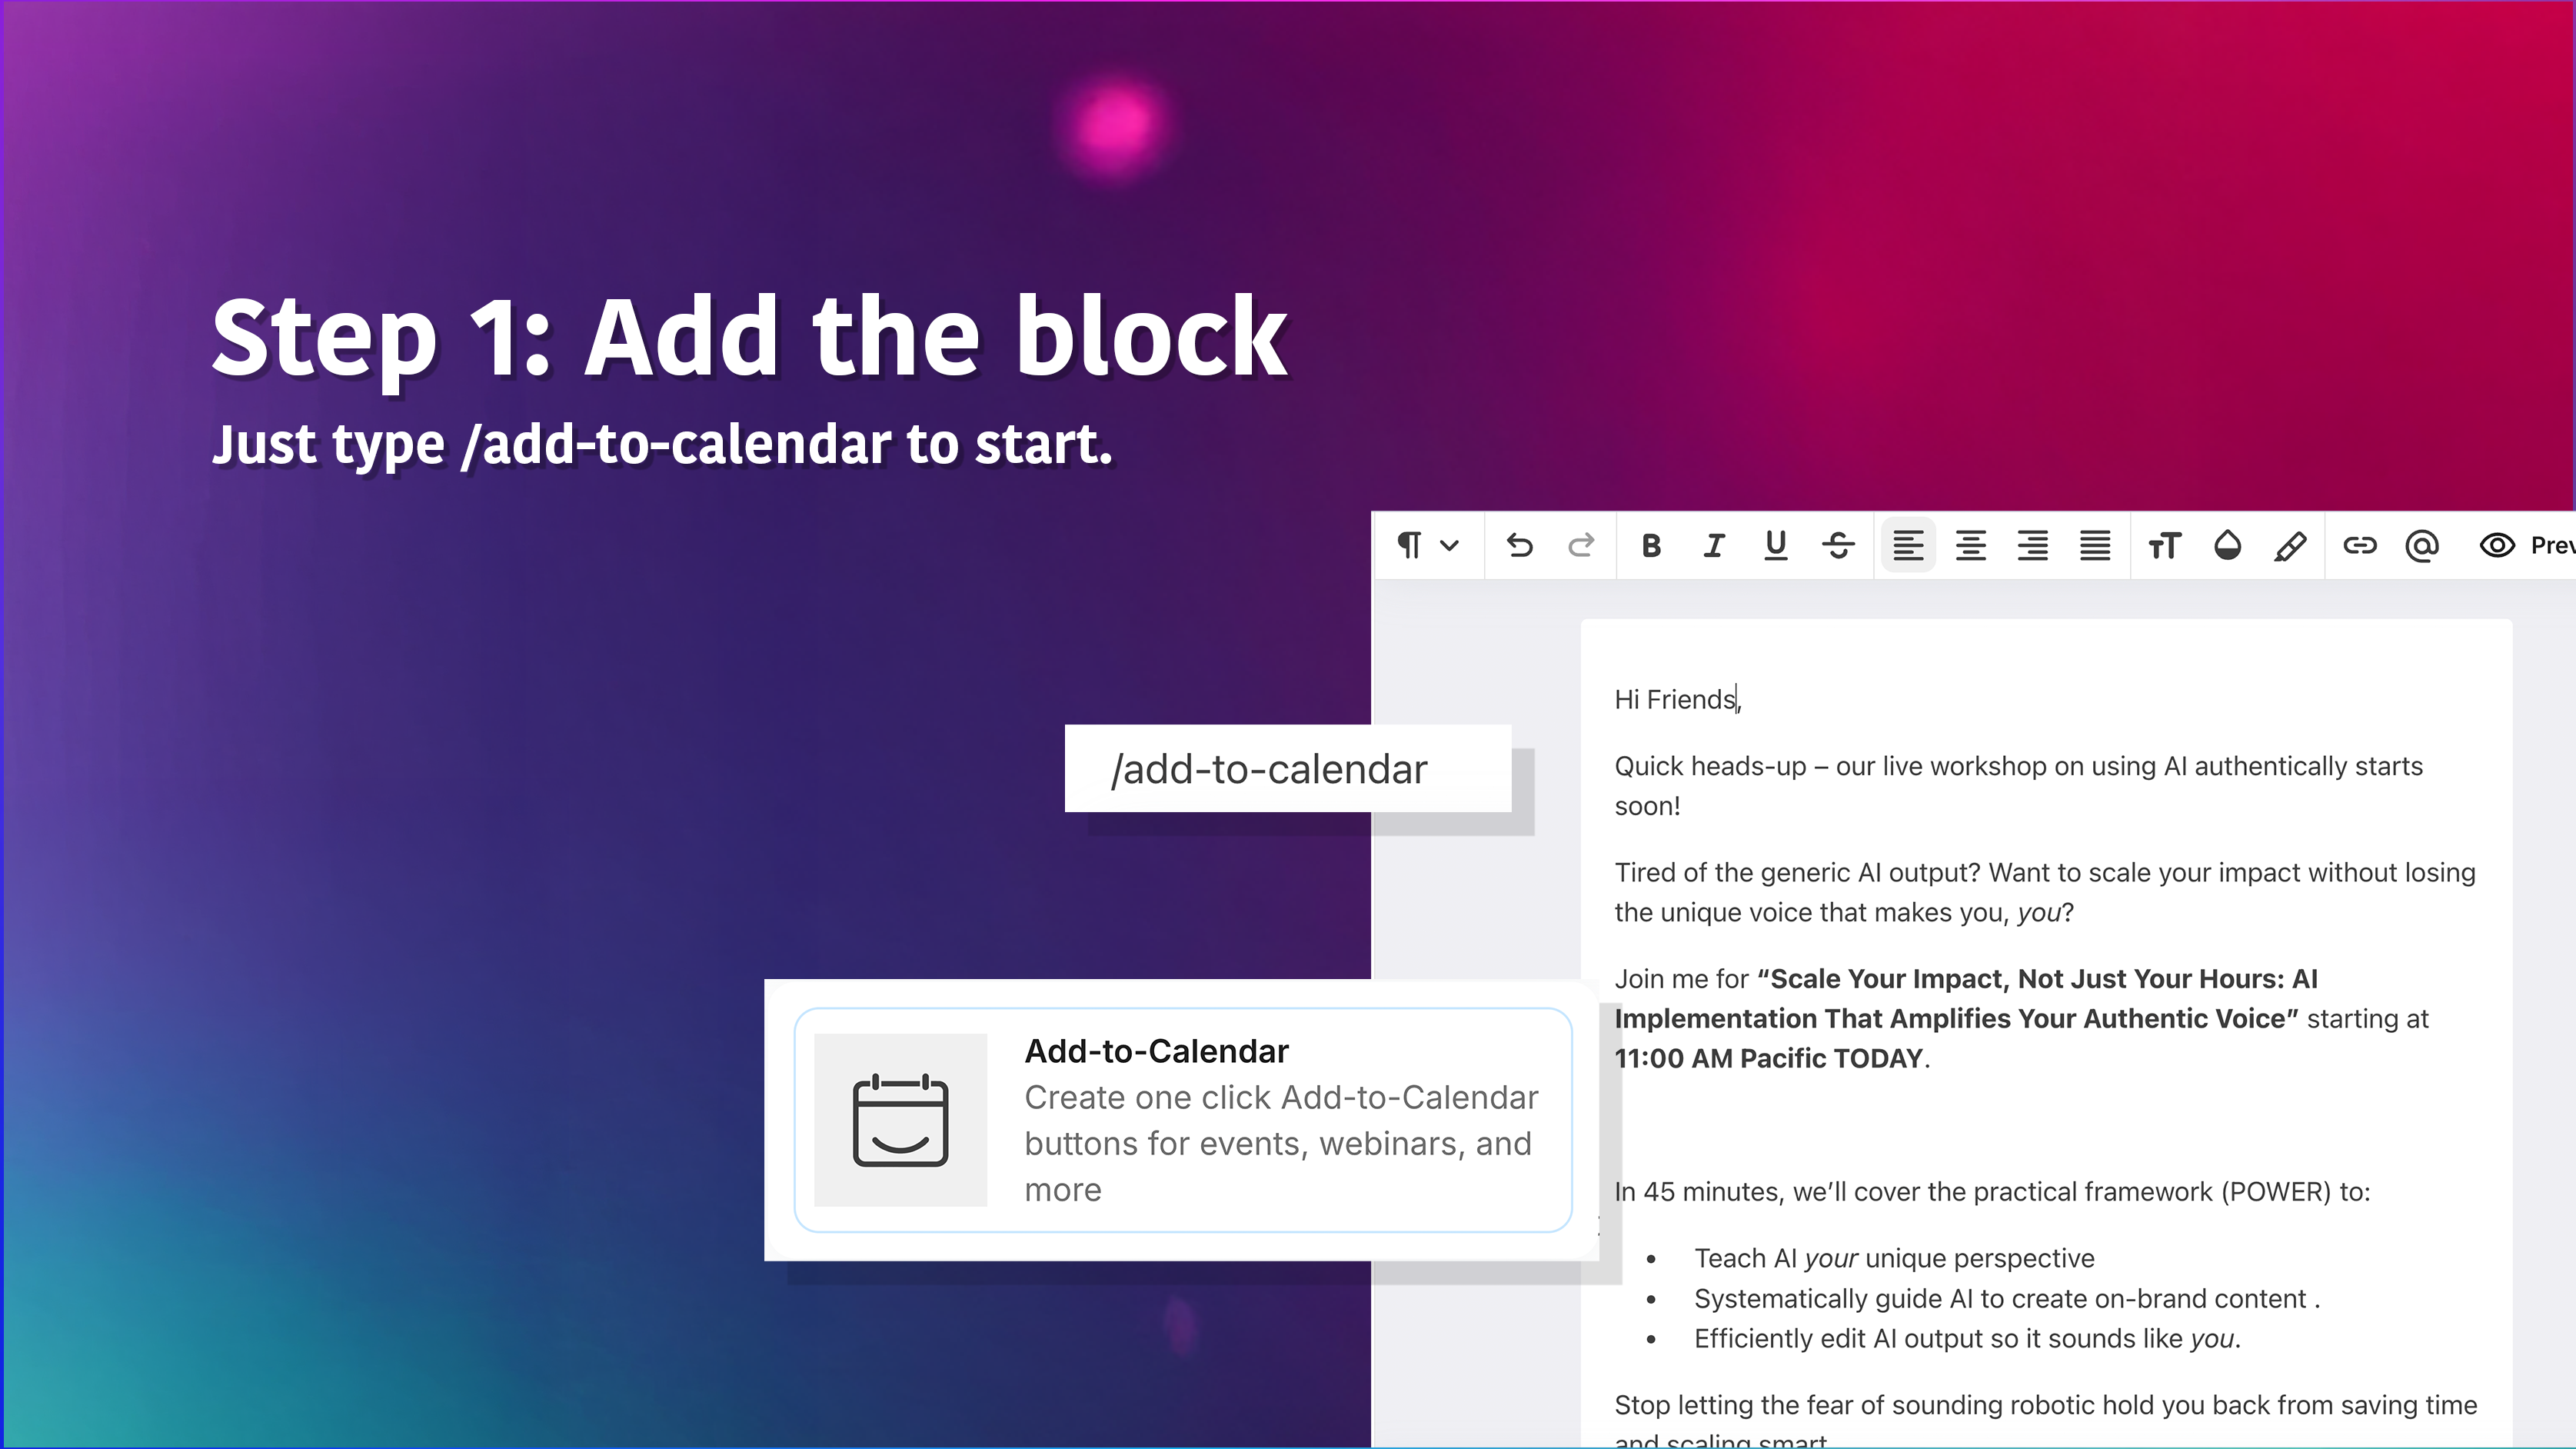 Step 1: Add the block
Just type /add-to-calendar to start.
Prev
/add-to-calendar
Add-to-Calendar
Create one click Add-to-Calendar
buttons for events, webinars, and
more
Hi Friends,
Quick heads-up – our live workshop on using AI authentically starts
soon!
Tired of the generic AI output? Want to scale your impact without losing
the unique voice that makes you, you?
Join me for “Scale Your Impact, Not Just Your Hours: AI
Implementation That Amplifies Your Authentic Voice” starting at
11:00 AM Pacific TODAY.
In 45 minutes, we’ll cover the practical framework (POWER) to:
• Teach AI your unique perspective
• Systematically guide AI to create on-brand content .
• Efficiently edit AI output so it sounds like you.
Stop letting the fear of sounding robotic hold you back from saving time
and scaling smart